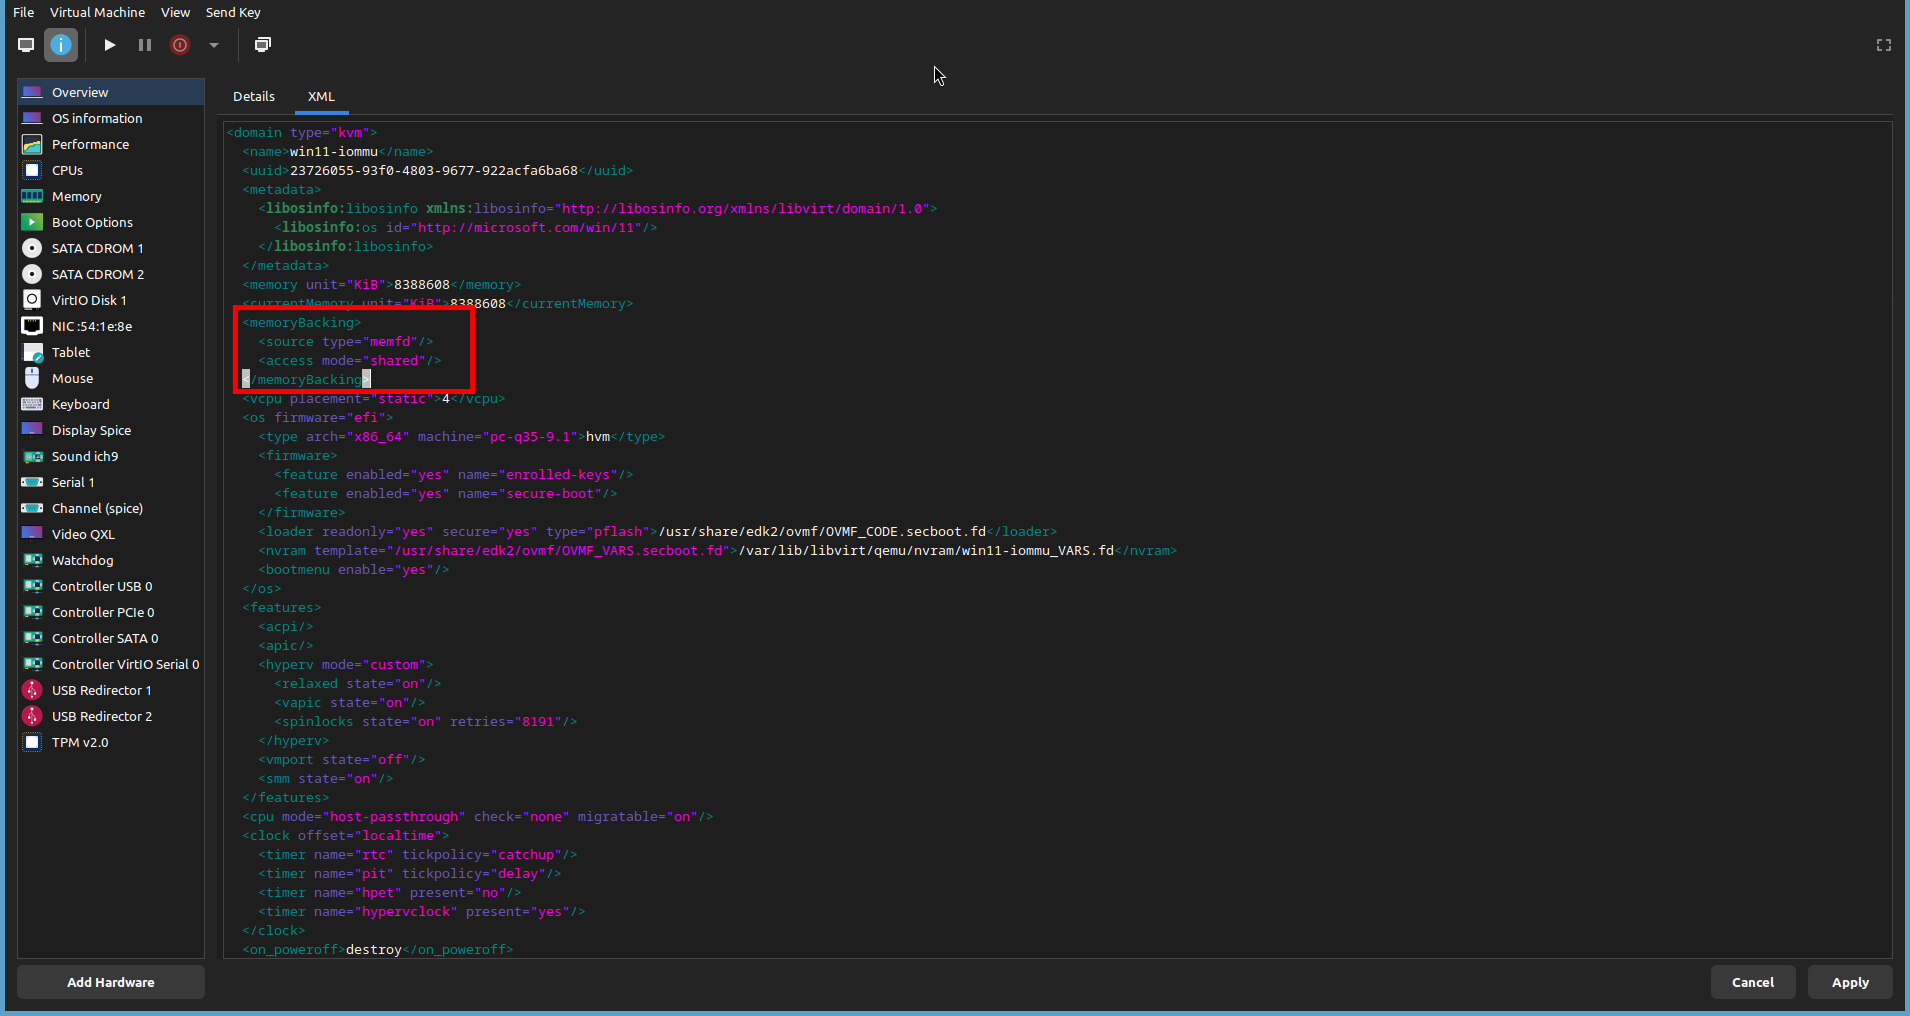 File Virtual Machine View Send Key
Overview
OS information
Performance
CPUs
Memory
Boot Options
SATA CDROM 1
SATA CDROM 2
VirtIO Disk 1
NIC :54:1e:8e
Tablet
Mouse
Keyboard
Display Spice
Sound ich9
Serial 1
Channel (spice)
Video QXL
Watchdog
Controller USB 0
Controller PCIe 0
Controller SATA 0
Controller VirtIO Serial 0
USB Redirector 1
USB Redirector 2
TPM v2.0
Add Hardware
Details XML
<domain type="kvm">
  <name>win11-iommu</name>
  <uuid>23726055-93f0-4803-9677-922acfa6ba68</uuid>
  <metadata>
    <libosinfo:libosinfo xmlns:libosinfo="http://libosinfo.org/xmlns/libvirt/domain/1.0">
      <libosinfo:os id="http://microsoft.com/win/11"/>
    </libosinfo:libosinfo>
  </metadata>
  <memory unit="KiB">8388608</memory>
  <currentMemory unit="KiB">8388608</currentMemory>
  <memoryBacking>
    <source type="memfd"/>
    <access mode="shared"/>
  </memoryBacking>
  <vcpu placement="static">4</vcpu>
  <os firmware="efi">
    <type arch="x86_64" machine="pc-q35-9.1">hvm</type>
    <firmware>
      <feature enabled="yes" name="enrolled-keys"/>
      <feature enabled="yes" name="secure-boot"/>
    </firmware>
    <loader readonly="yes" secure="yes" type="pflash">/usr/share/edk2/ovmf/OVMF_CODE.secboot.fd</loader>
    <nvram template="/usr/share/edk2/ovmf/OVMF_VARS.secboot.fd">/var/lib/libvirt/qemu/nvram/win11-iommu_VARS.fd</nvram>
    <bootmenu enable="yes"/>
  </os>
  <features>
    <acpi/>
    <apic/>
    <hyperv mode="custom">
      <relaxed state="on"/>
      <vapic state="on"/>
      <spinlocks state="on" retries="8191"/>
    </hyperv>
    <vmport state="off"/>
    <smm state="on"/>
  </features>
  <cpu mode="host-passthrough" check="none" migratable="on"/>
  <clock offset="localtime">
    <timer name="rtc" tickpolicy="catchup"/>
    <timer name="pit" tickpolicy="delay"/>
    <timer name="hpet" present="no"/>
    <timer name="hypervclock" present="yes"/>
  </clock>
  <on_poweroff>destroy</on_poweroff>
Cancel Apply